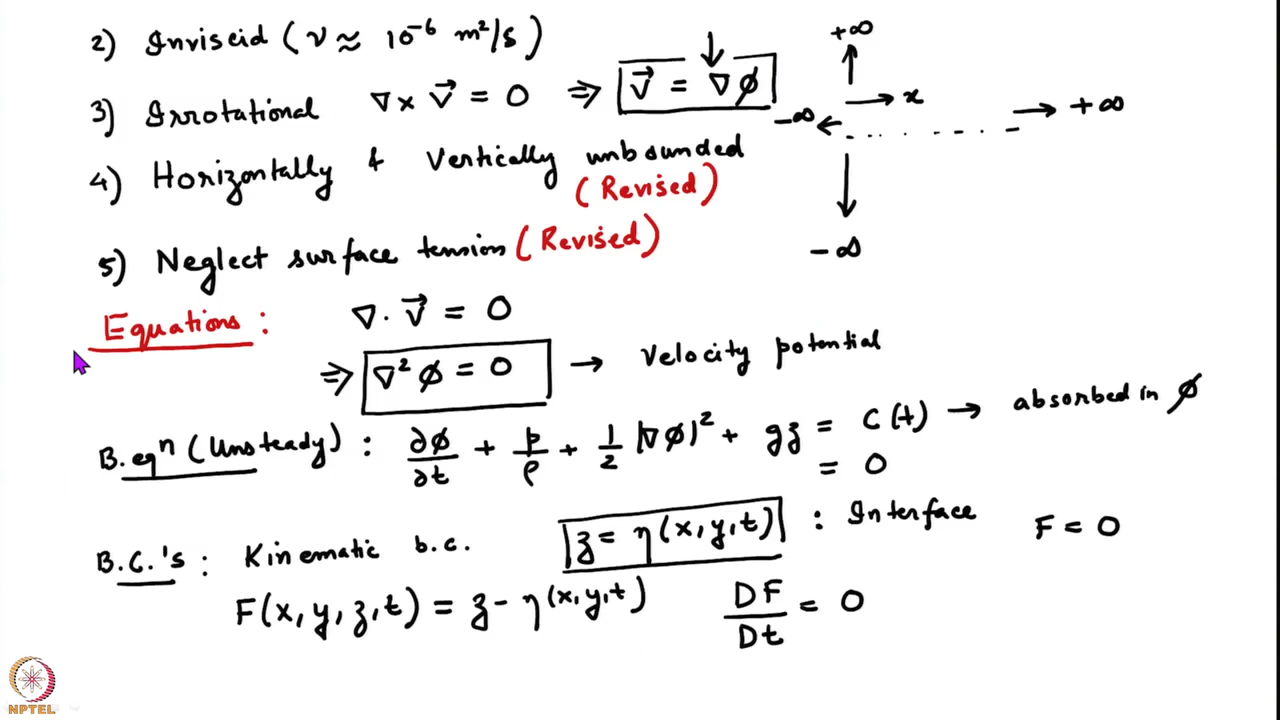 2) Inviscid (ν ≈ 10⁻⁶ m²/s)
+∞
3) Irrotational ∇ × V⃗ = 0 ⇒ V⃗ = ∇φ
x
-∞ +∞
4) Horizontally & Vertically unbounded
(Revised)
5) Neglect surface tension (Revised)
-∞
Equations : ∇. V⃗ = 0
⇒ ∇²φ = 0 → Velocity potential
B. eqⁿ (Unsteady) : ∂φ/∂t + p/ρ + 1/2 |∇φ|² + gz = C(t) → absorbed in φ
= 0
B.C.'s : Kinematic b.c. z = η(x, y, t) : Interface F = 0
F(x, y, z, t) = z - η(x, y, t) DF/Dt = 0
NPTEL